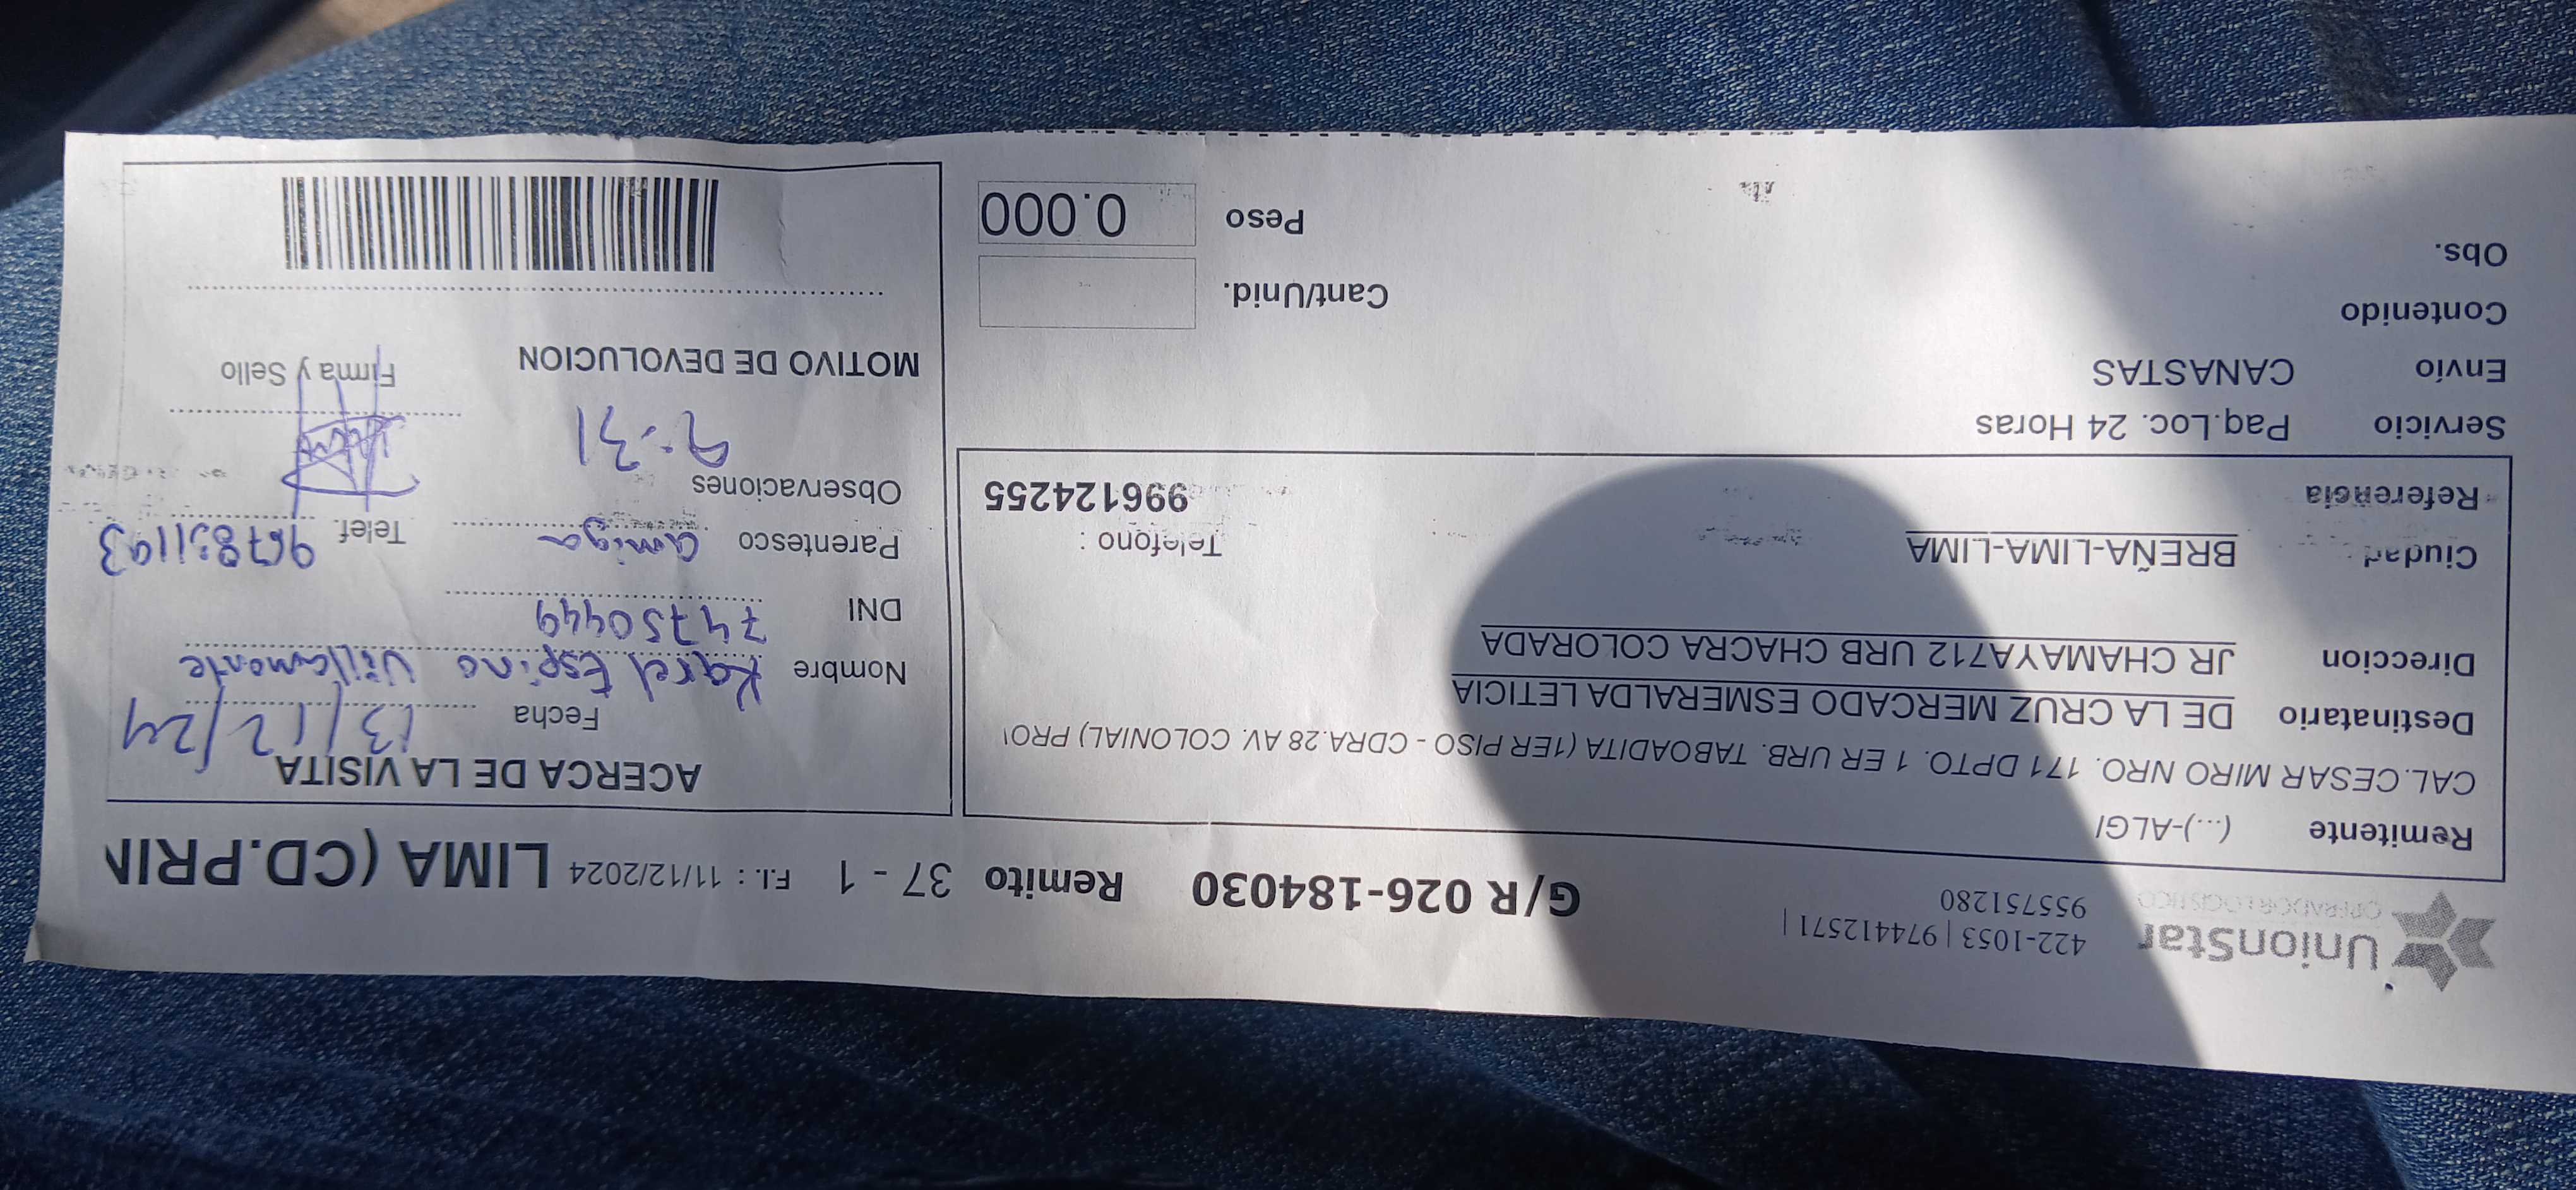 UnionStar
OPERADOR LOGISTICO
422-1053 | 974412571 |
955751280
G/R 026-184030
Remito 37 - 1
F.I. : 11/12/2024
LIMA (CD.PRIN
Remitente (...)-ALGI
CAL.CESAR MIRO NRO. 171 DPTO. 1 ER URB. TABOADITA (1ER PISO - CDRA.28 AV. COLONIAL) PRO
Destinatario DE LA CRUZ MERCADO ESMERALDA LETICIA
Direccion JR CHAMAYA712 URB CHACRA COLORADA
Ciudad BREÑA-LIMA-LIMA
Telefono :
Referencia
996124255
Servicio Paq.Loc. 24 Horas
Envío CANASTAS
Contenido
Obs.
Cant/Unid.
Peso 0.000
ACERCA DE LA VISITA
Fecha 13/12/24
Nombre Karel Espino Villamonte
DNI 74750449
Parentesco amiga Telef.
Observaciones
9:31
Firma y Sello
MOTIVO DE DEVOLUCION